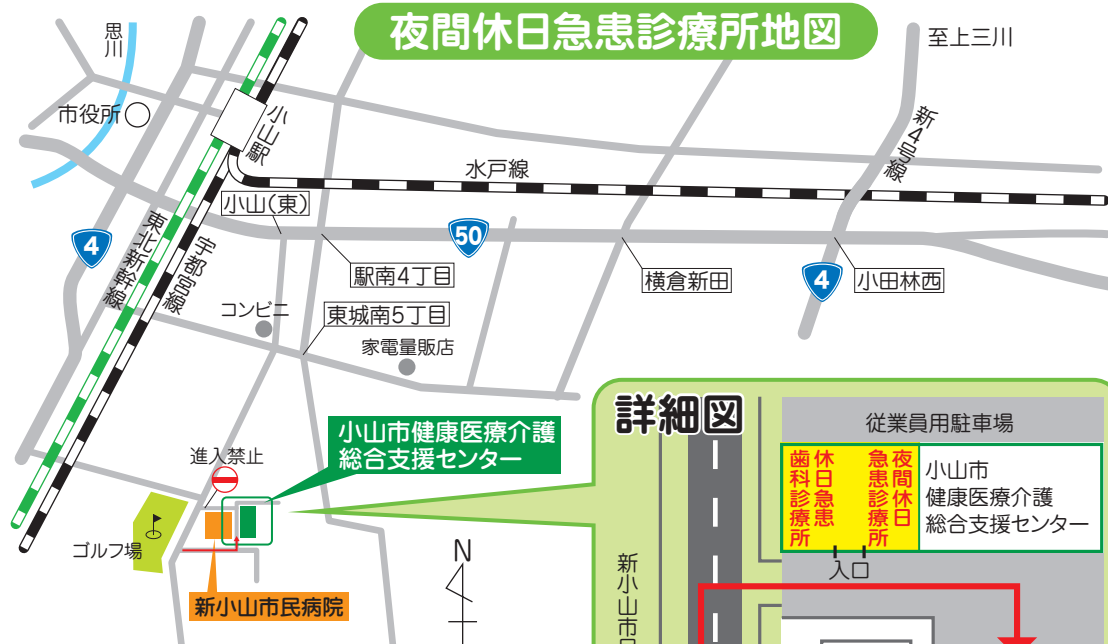 夜間休日急患診療所地図
至上三川
思川
市役所
小山駅
新4号線
水戸線
小山(東)
4
50
東北新幹線
宇都宮線
駅南4丁目
横倉新田
4
小田林西
コンビニ
東城南5丁目
家電量販店
小山市健康医療介護
総合支援センター
進入禁止
ゴルフ場
新小山市民病院
N
詳細図
従業員用駐車場
夜間休日
急患診療所
休日急患
歯科診療所
小山市
健康医療介護
総合支援センター
入口
新小山市